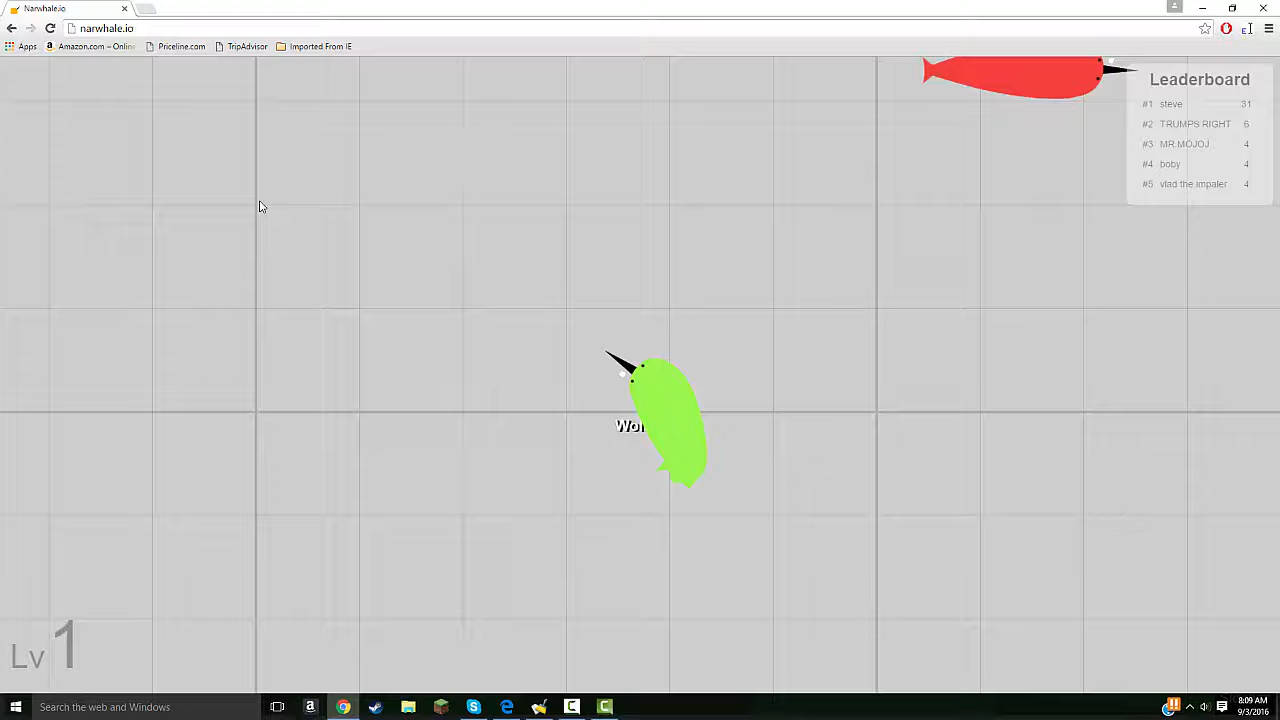 Narwhale.io
narwhale.io
Apps Amazon.com – Onlin Priceline.com TripAdvisor Imported From IE
Leaderboard
#1 steve 31
#2 TRUMPS RIGHT 6
#3 MR.MOJOJ 4
#4 boby 4
#5 vlad the impaler 4
Lv 1
Search the web and Windows
8:09 AM
9/3/2016